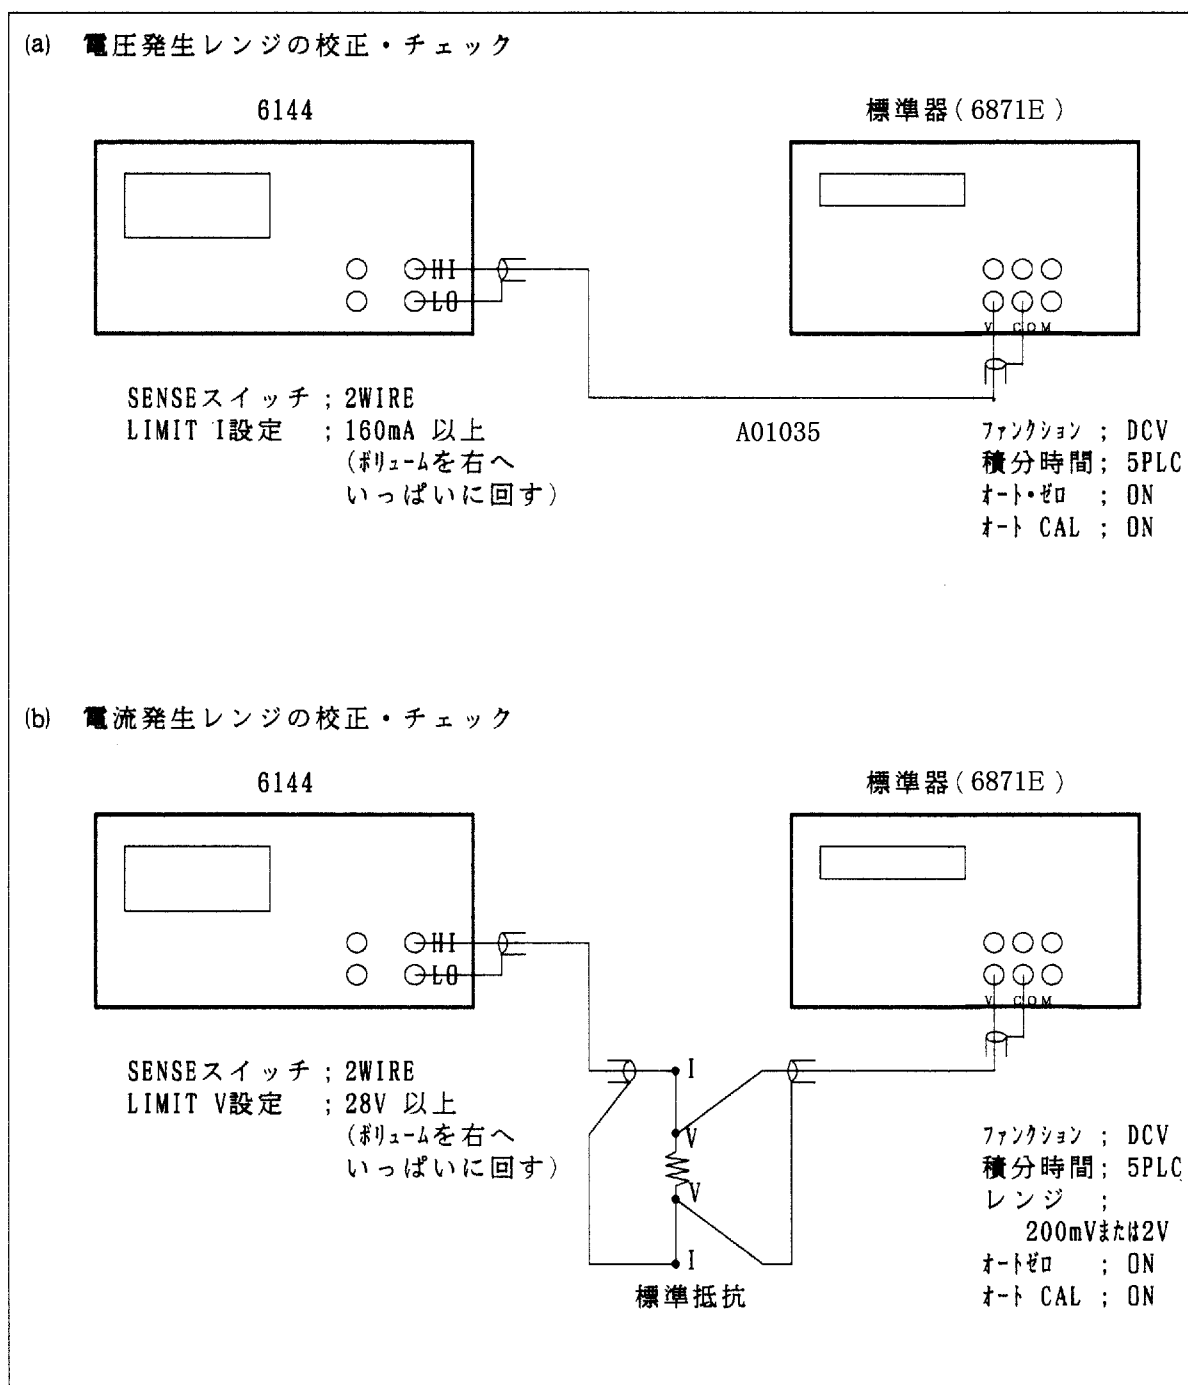 (a) 電圧発生レンジの校正・チェック
6144
標準器(6871E)
HI
LO
V COM
SENSEスイッチ ; 2WIRE
LIMIT I設定 ; 160mA 以上
(ボリュームを右へ
いっぱいに回す)
A01035
ファンクション ; DCV
積分時間 ; 5PLC
オート・ゼロ ; ON
オート CAL ; ON
(b) 電流発生レンジの校正・チェック
6144
標準器(6871E)
HI
LO
V COM
SENSEスイッチ ; 2WIRE
LIMIT V設定 ; 28V 以上
(ボリュームを右へ
いっぱいに回す)
I
V
V
I
標準抵抗
ファンクション ; DCV
積分時間 ; 5PLC
レンジ ;
200mVまたは2V
オートゼロ ; ON
オート CAL ; ON